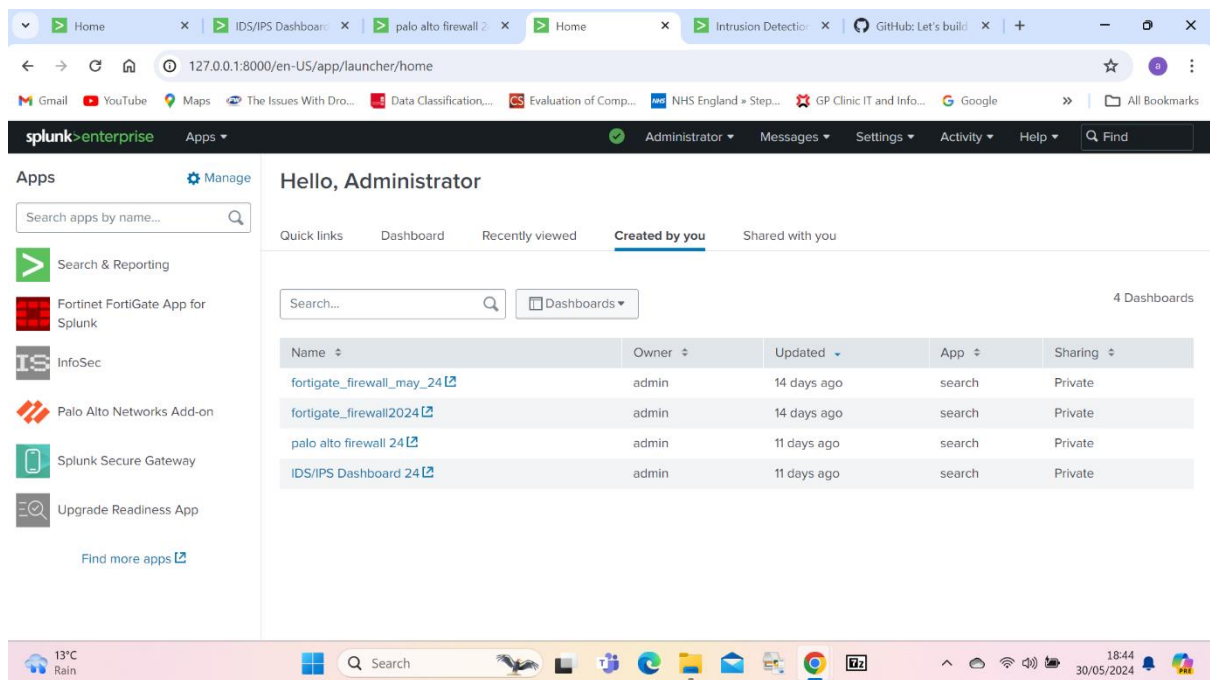 Home
IDS/IPS Dashboard
palo alto firewall 2
Home
Intrusion Detectio
GitHub: Let's build
127.0.0.1:8000/en-US/app/launcher/home
a
Gmail YouTube Maps The Issues With Dro... Data Classification,... CS Evaluation of Comp... NHS NHS England » Step... GP Clinic IT and Info... Google » All Bookmarks
splunk>enterprise Apps Administrator Messages Settings Activity Help Find
Apps Manage
Search apps by name...
Search & Reporting
Fortinet FortiGate App for
Splunk
IS InfoSec
Palo Alto Networks Add-on
Splunk Secure Gateway
Upgrade Readiness App
Find more apps
Hello, Administrator
Quick links Dashboard Recently viewed Created by you Shared with you
Search... Dashboards 4 Dashboards
Name Owner Updated App Sharing
fortigate_firewall_may_24 admin 14 days ago search Private
fortigate_firewall2024 admin 14 days ago search Private
palo alto firewall 24 admin 11 days ago search Private
IDS/IPS Dashboard 24 admin 11 days ago search Private
13°C
Rain
Search
7z
18:44
30/05/2024
PRE